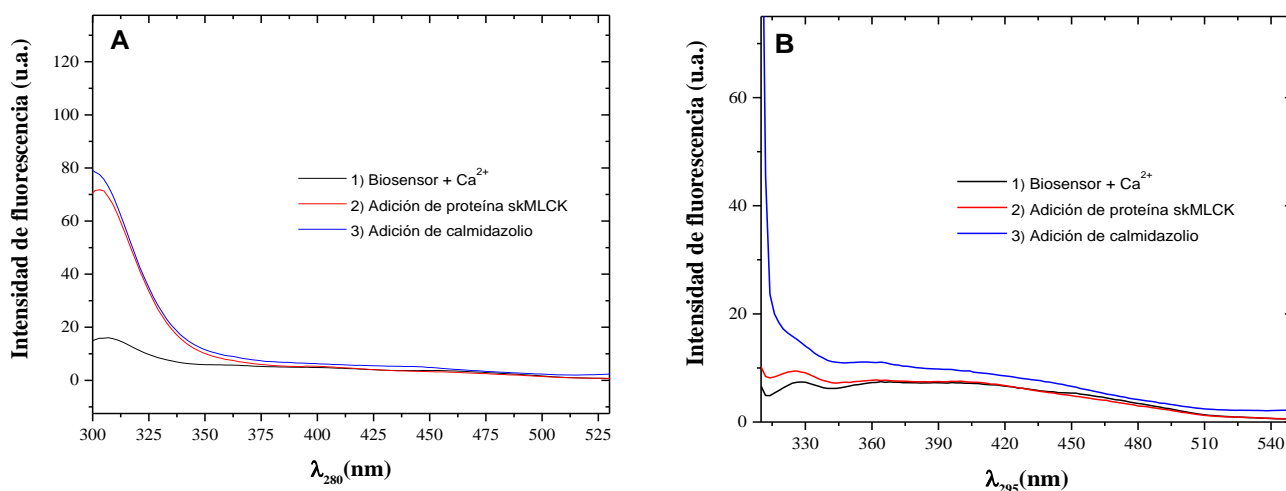 A
Intensidad de fluorescencia (u.a.)
120
100
80
60
40
20
0
1) Biosensor + Ca²⁺
2) Adición de proteína skMLCK
3) Adición de calmidazolio
300 325 350 375 400 425 450 475 500 525
λ₂₈₀(nm)
B
Intensidad de fluorescencia (u.a.)
60
40
20
0
1) Biosensor + Ca²⁺
2) Adición de proteína skMLCK
3) Adición de calmidazolio
330 360 390 420 450 480 510 540
λ₂₉₅(nm)